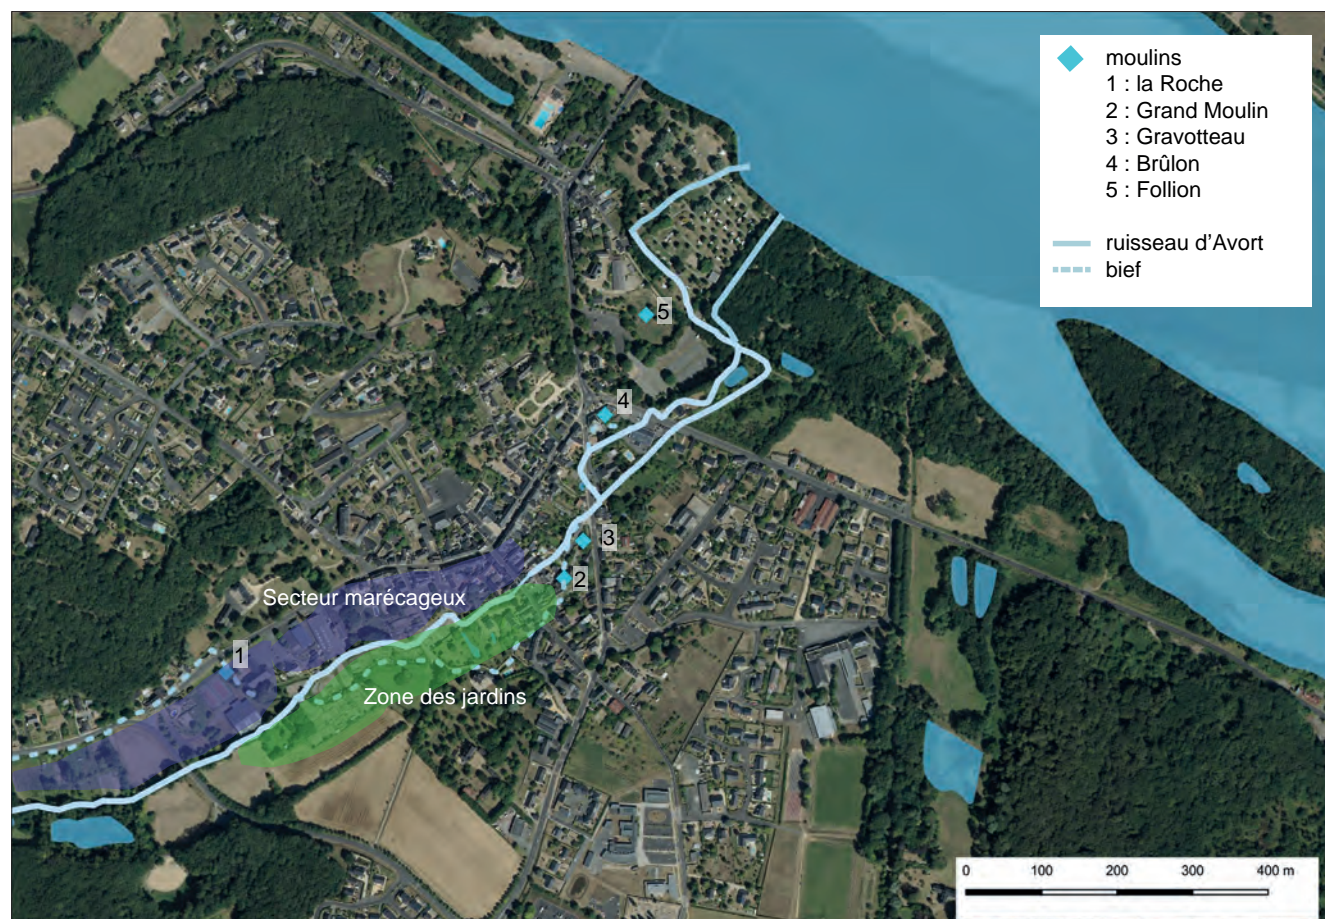 moulins
1 : la Roche
2 : Grand Moulin
3 : Gravotteau
4 : Brûlon
5 : Follion
ruisseau d'Avort
bief
5
4
3
2
Secteur marécageux
1
Zone des jardins
0 100 200 300 400 m